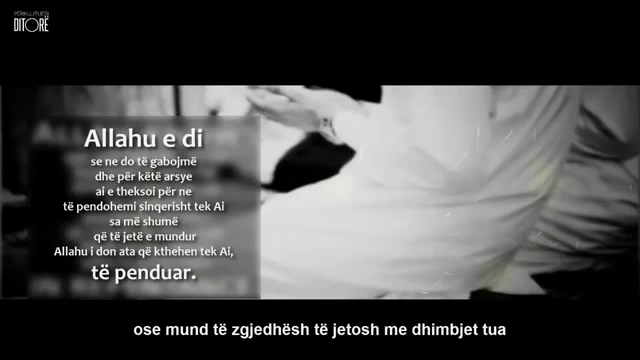 PËRKUJTUESI
DITORË
Allahu e di
se ne do të gabojmë
dhe për këtë arsye
ai e theksoi për ne
të pendohemi sinqerisht tek Ai
sa më shumë
që të jetë e mundur
Allahu i don ata që kthehen tek Ai,
të penduar.
ose mund të zgjedhësh të jetosh me dhimbjet tua